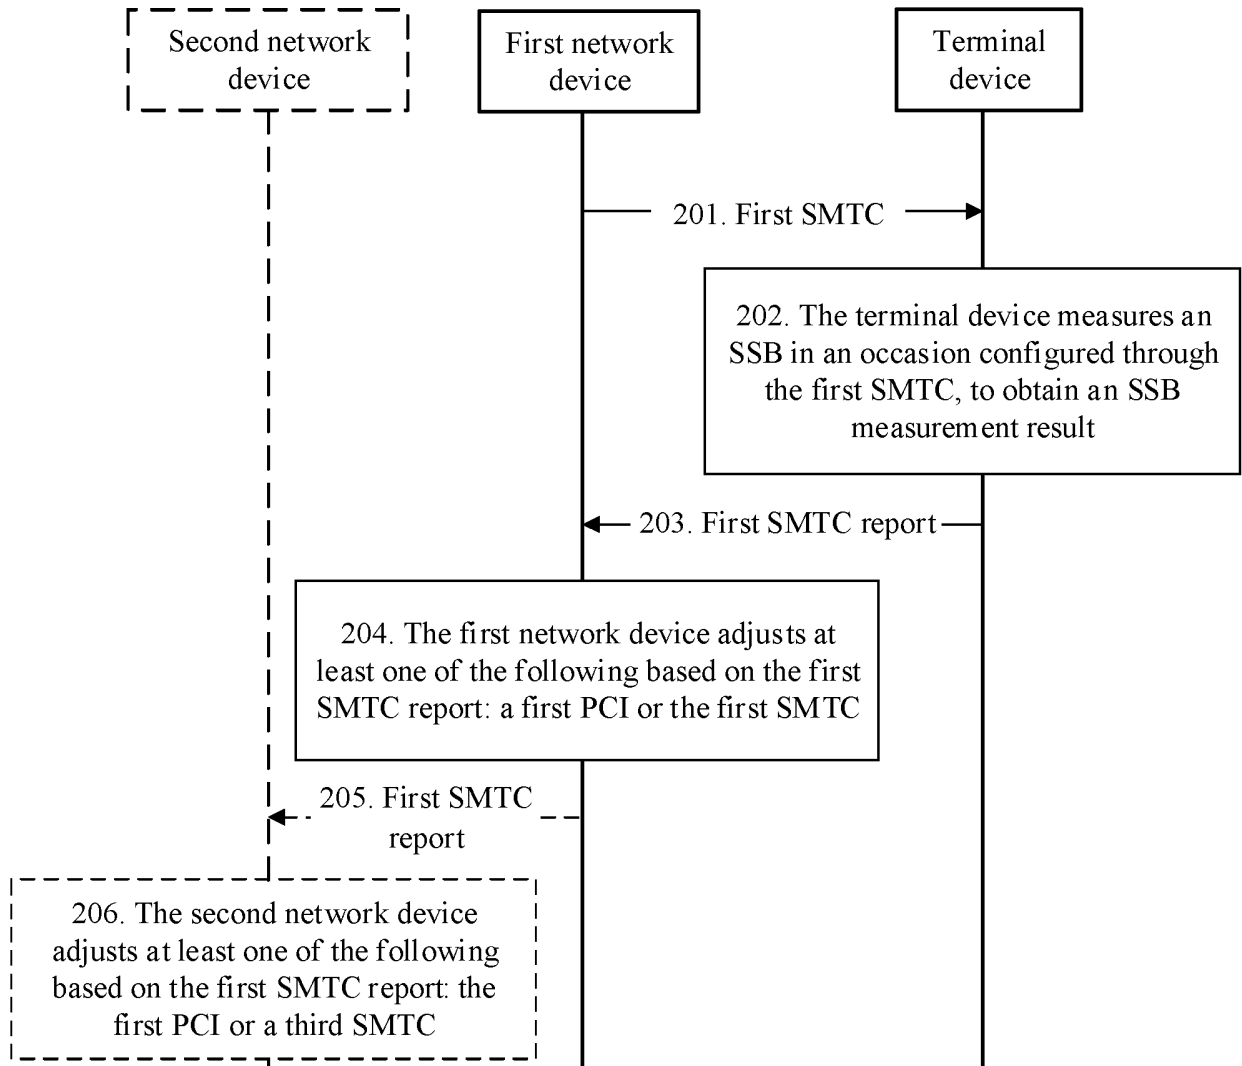 Second network
device
First network
device
Terminal
device
201. First SMTC
202. The terminal device measures an
SSB in an occasion configured through
the first SMTC, to obtain an SSB
measurement result
203. First SMTC report
204. The first network device adjusts at
least one of the following based on the first
SMTC report: a first PCI or the first SMTC
205. First SMTC
report
206. The second network device
adjusts at least one of the following
based on the first SMTC report: the
first PCI or a third SMTC